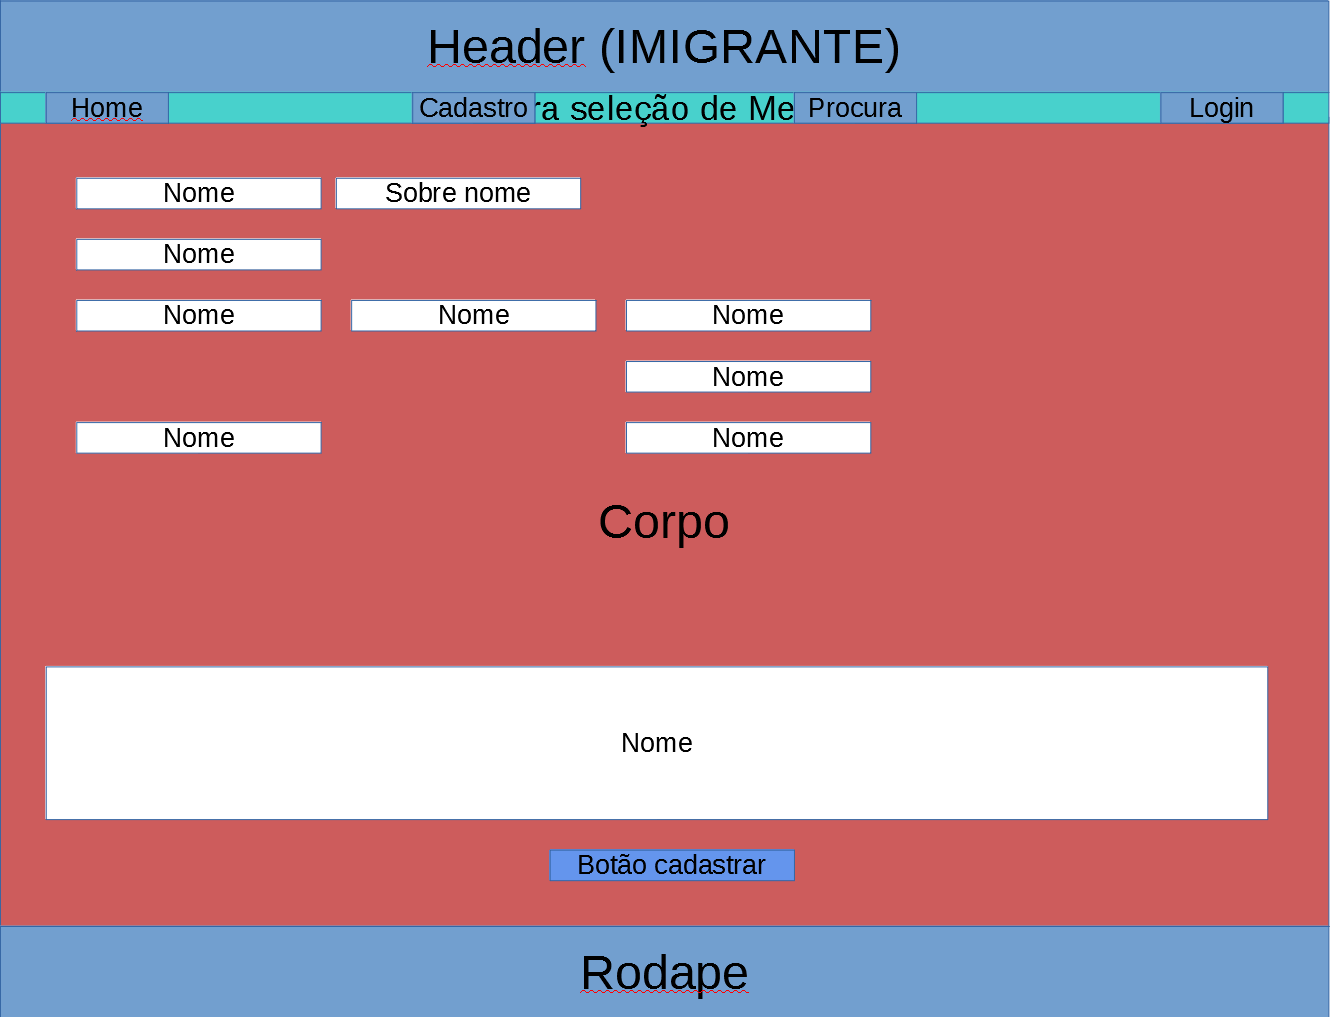 Header (IMIGRANTE)
Home Cadastro ra seleção de Me Procura Login
Nome Sobre nome
Nome
Nome Nome Nome
Nome
Nome Nome
Corpo
Nome
Botão cadastrar
Rodape